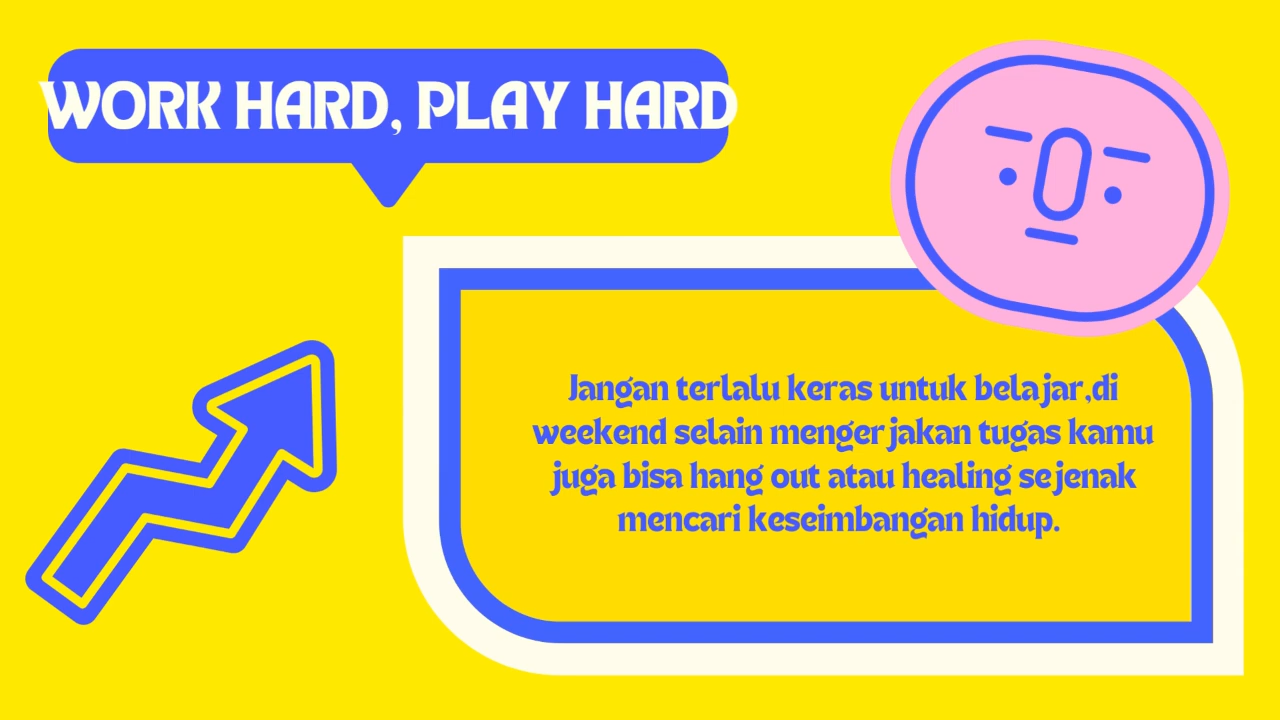 WORK HARD, PLAY HARD
Jangan terlalu keras untuk belajar,di
weekend selain mengerjakan tugas kamu
juga bisa hang out atau healing sejenak
mencari keseimbangan hidup.